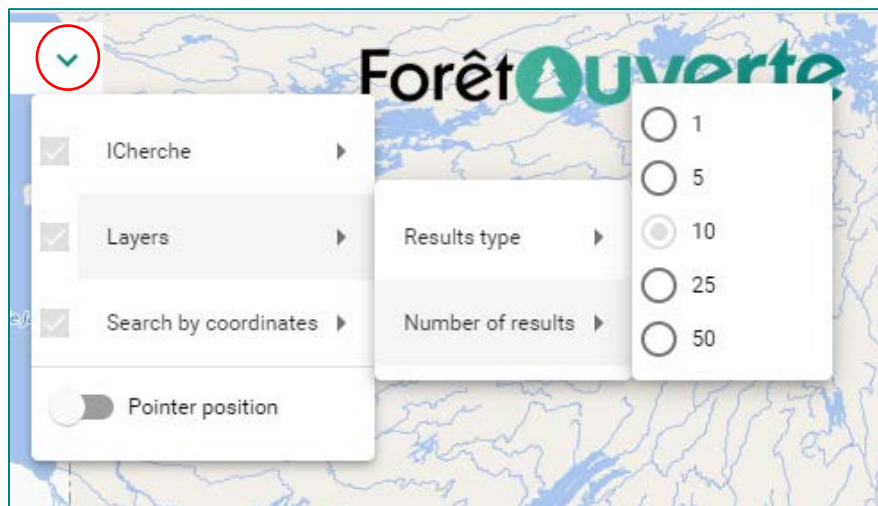 ForêtOuverte
ICherche
Layers
Search by coordinates
Pointer position
Results type
Number of results
1
5
10
25
50